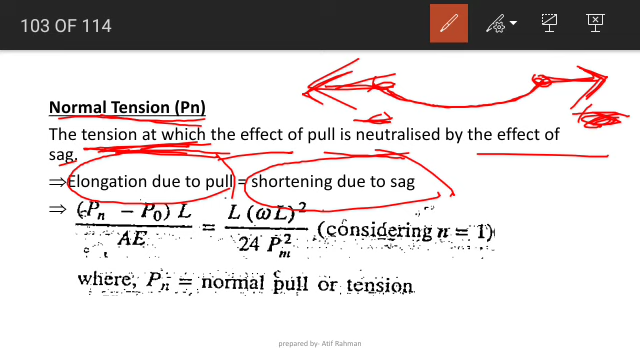 103 OF 114
Normal Tension (Pn)
The tension at which the effect of pull is neutralised by the effect of
sag.
⇒Elongation due to pull = shortening due to sag
⇒ (Pn − P0) L / AE = L (ωL)² / 24 P²m (considering n = 1)
where, Pn = normal pull or tension
prepared by- Atif Rahman